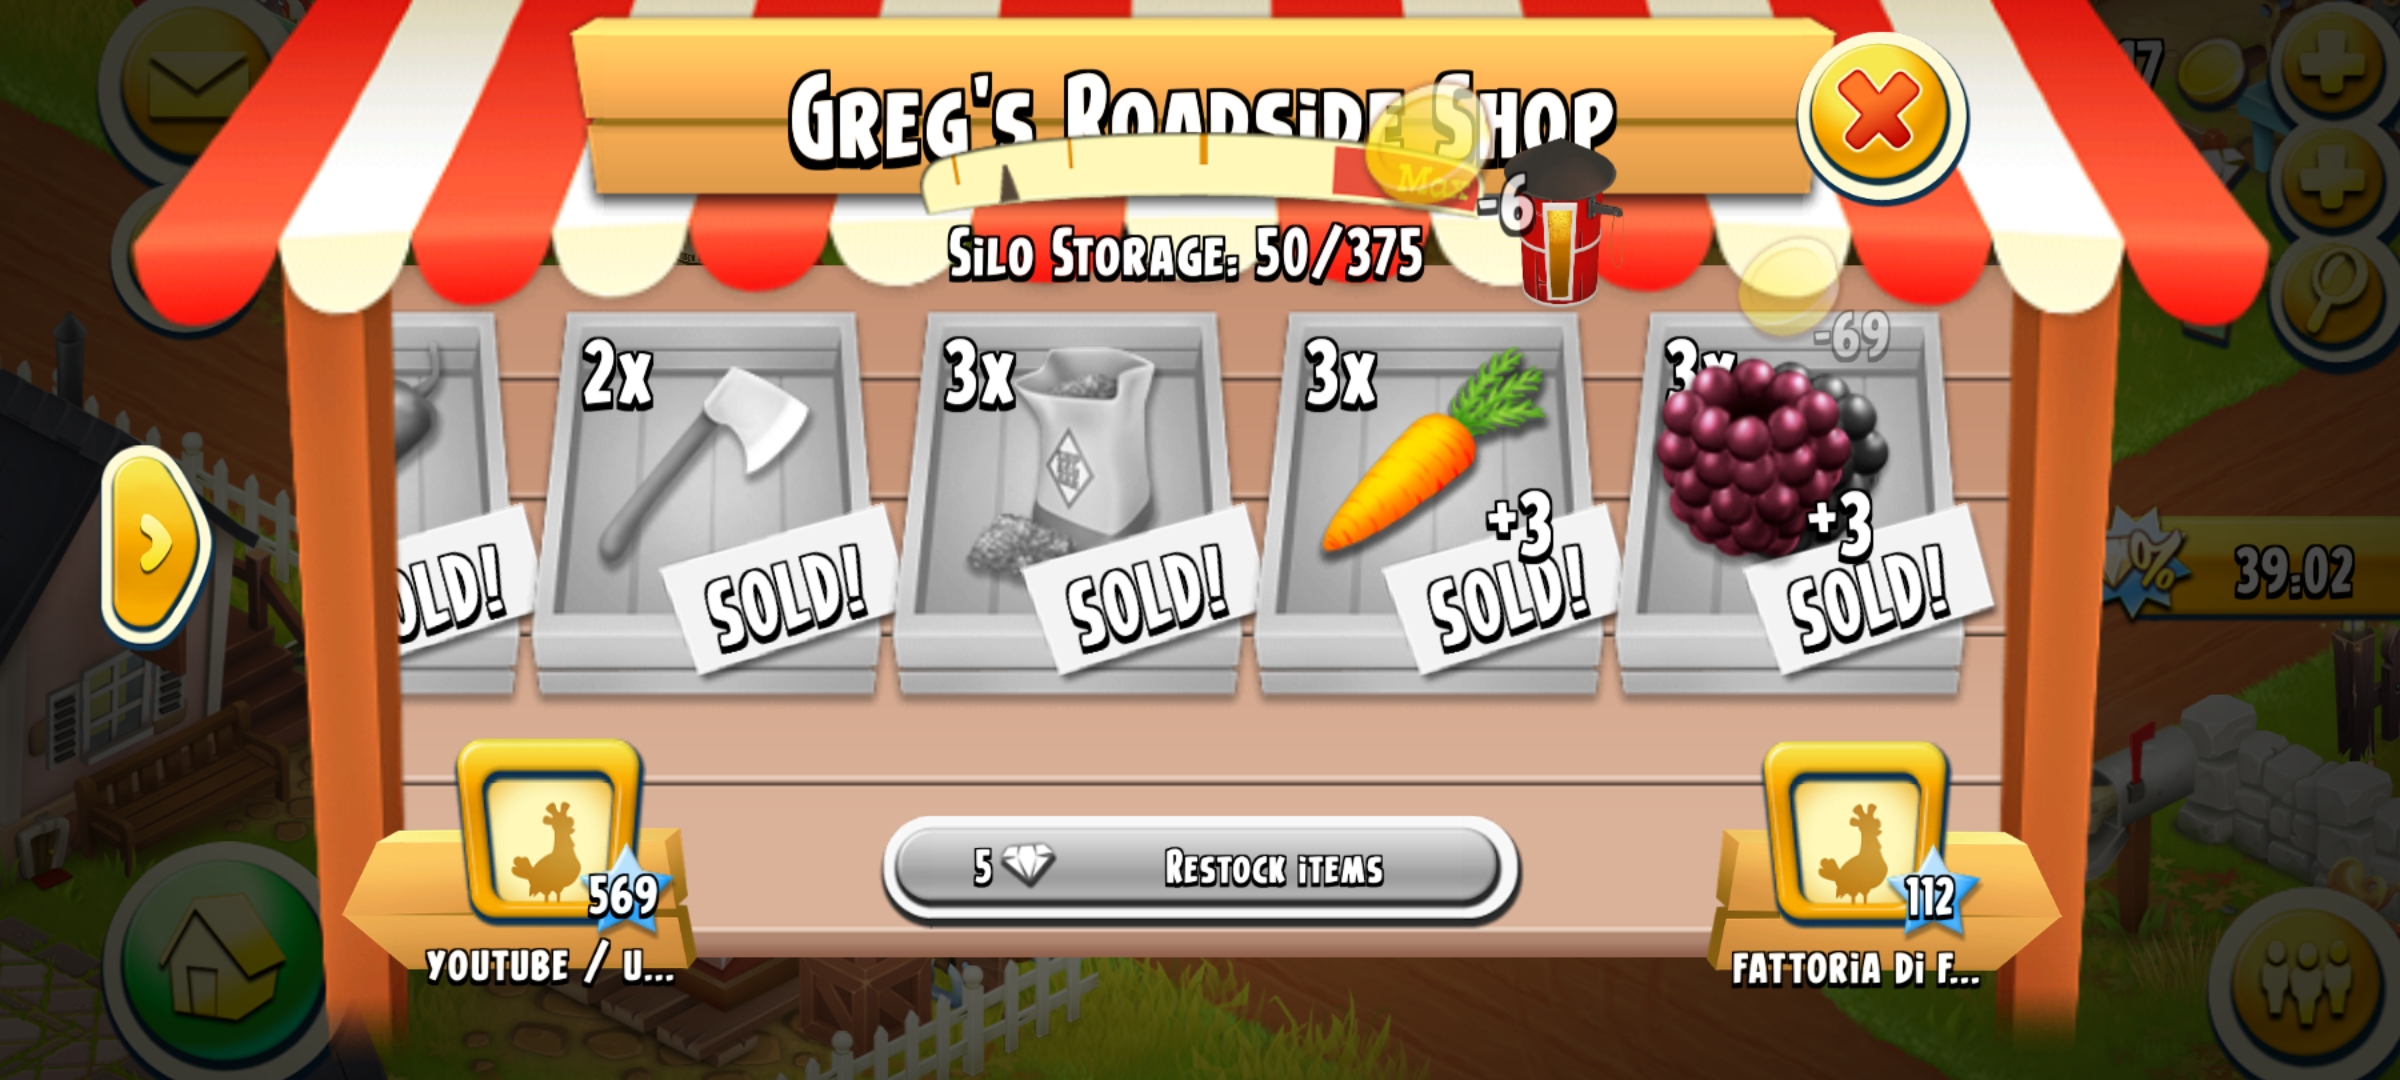 GREG'S ROADSIDE SHOP
Max
-6
SILO STORAGE: 50/375
-69
2x
3x
3x
3x
+3
+3
OLD!
SOLD!
SOLD!
SOLD!
SOLD!
39:02
569
YOUTUBE / U...
5
RESTOCK ITEMS
112
FATTORIA DI F...